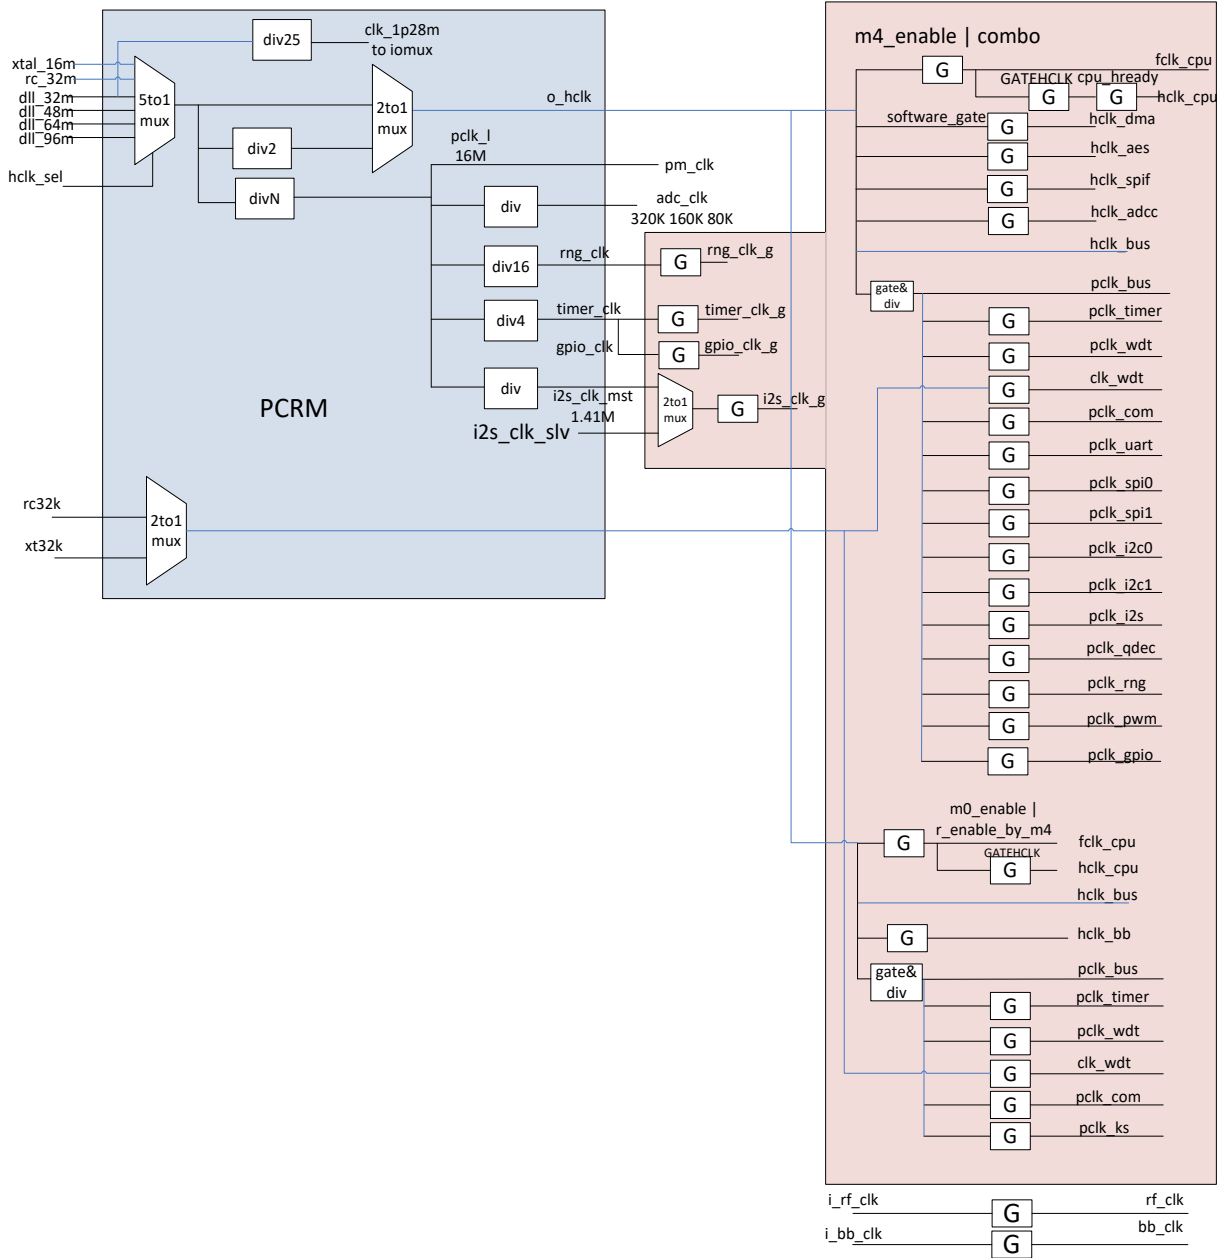 div25
clk_1p28m
to iomux
xtal_16m
rc_32m
dll_32m
dll_48m
dll_64m
dll_96m
hclk_sel
5to1
mux
2to1
mux
o_hclk
div2
divN
pclk_l
16M
pm_clk
div
adc_clk
320K 160K 80K
div16
rng_clk
G
rng_clk_g
div4
timer_clk
G
timer_clk_g
gpio_clk
G
gpio_clk_g
div
i2s_clk_mst
1.41M
i2s_clk_slv
2to1
mux
G
i2s_clk_g
PCRM
rc32k
xt32k
2to1
mux
m4_enable | combo
G
fclk_cpu
GATEHCLK
cpu_hready
G
G
hclk_cpu
software_gate
G
hclk_dma
G
hclk_aes
G
hclk_spif
G
hclk_adcc
hclk_bus
gate&
div
pclk_bus
G
pclk_timer
G
pclk_wdt
G
clk_wdt
G
pclk_com
G
pclk_uart
G
pclk_spi0
G
pclk_spi1
G
pclk_i2c0
G
pclk_i2c1
G
pclk_i2s
G
pclk_qdec
G
pclk_rng
G
pclk_pwm
G
pclk_gpio
m0_enable |
r_enable_by_m4
G
fclk_cpu
GATEHCLK
G
hclk_cpu
hclk_bus
G
hclk_bb
gate&
div
pclk_bus
G
pclk_timer
G
pclk_wdt
G
clk_wdt
G
pclk_com
G
pclk_ks
i_rf_clk
G
rf_clk
i_bb_clk
G
bb_clk